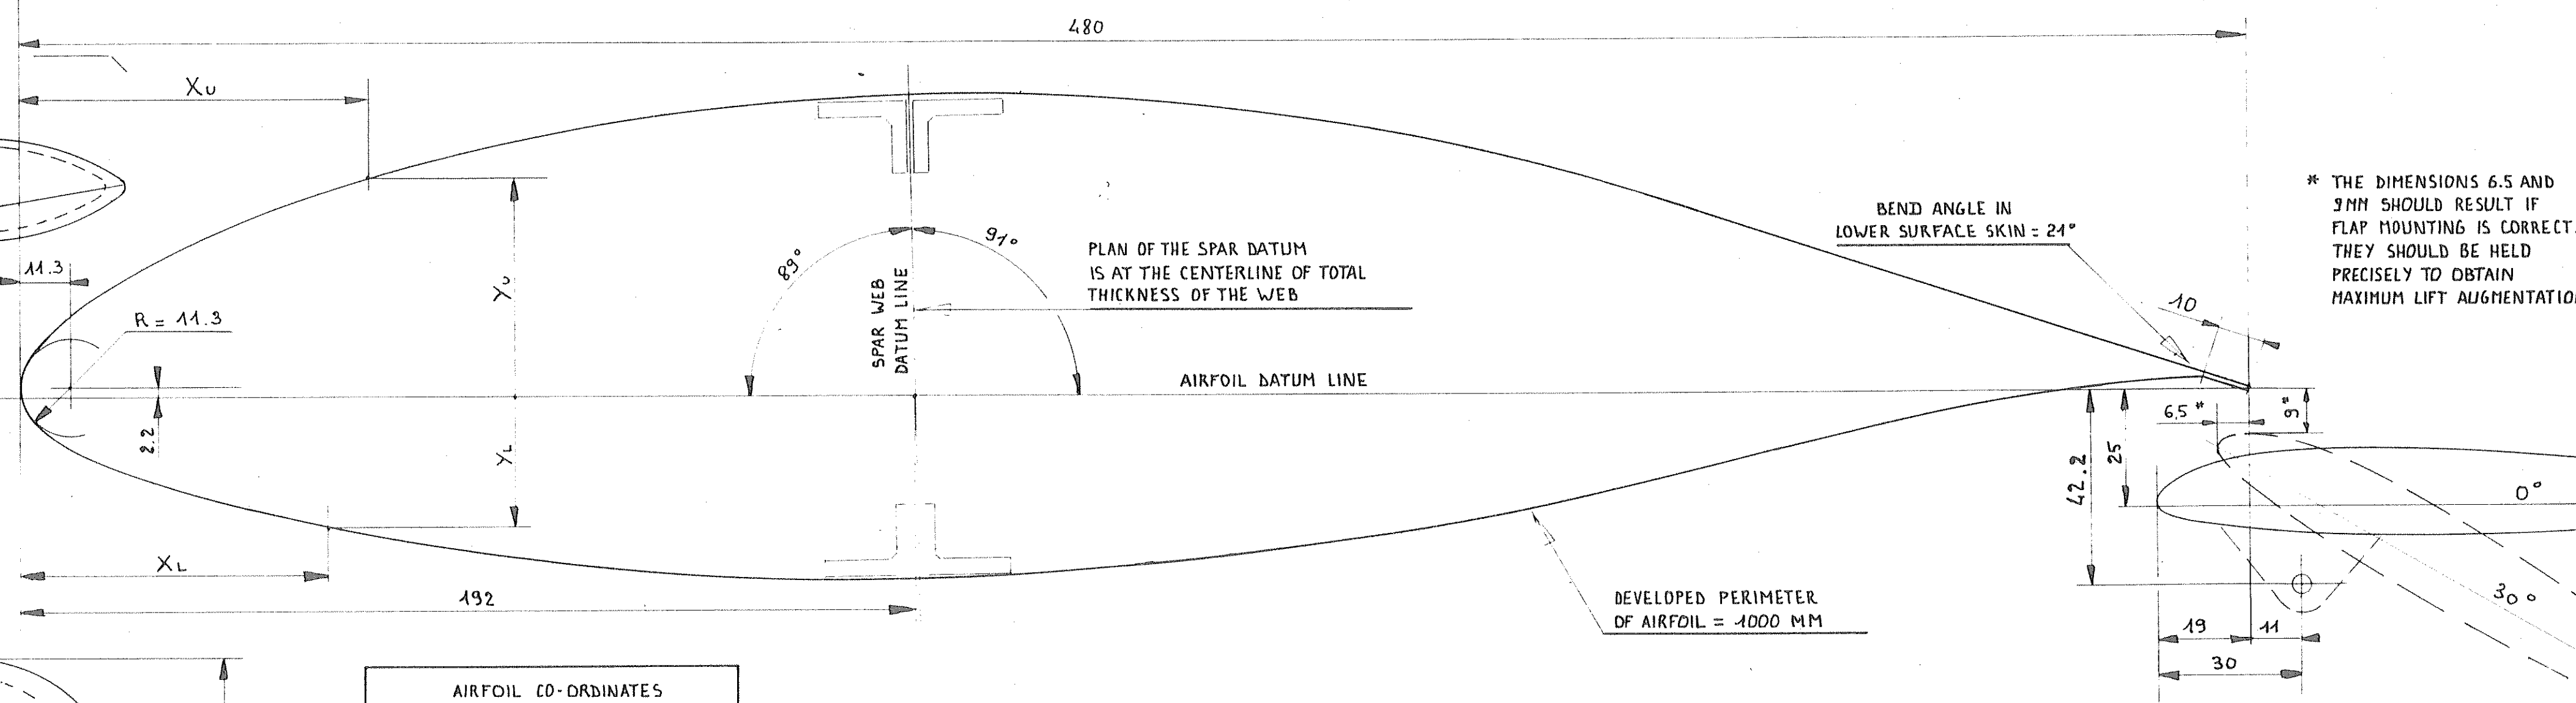 480
XU
11.3
R = 11.3
2.2
YU
YL
XL
192
89°
91°
SPAR WEB
DATUM LINE
PLAN OF THE SPAR DATUM
IS AT THE CENTERLINE OF TOTAL
THICKNESS OF THE WEB
AIRFOIL DATUM LINE
BEND ANGLE IN
LOWER SURFACE SKIN = 21°
10
* THE DIMENSIONS 6.5 AND
9MM SHOULD RESULT IF
FLAP MOUNTING IS CORRECT.
THEY SHOULD BE HELD
PRECISELY TO OBTAIN
MAXIMUM LIFT AUGMENTATION
6,5 *
9*
42.2
25
0°
30°
19
11
30
DEVELOPED PERIMETER
OF AIRFOIL = 1000 MM
AIRFOIL CO-ORDINATES